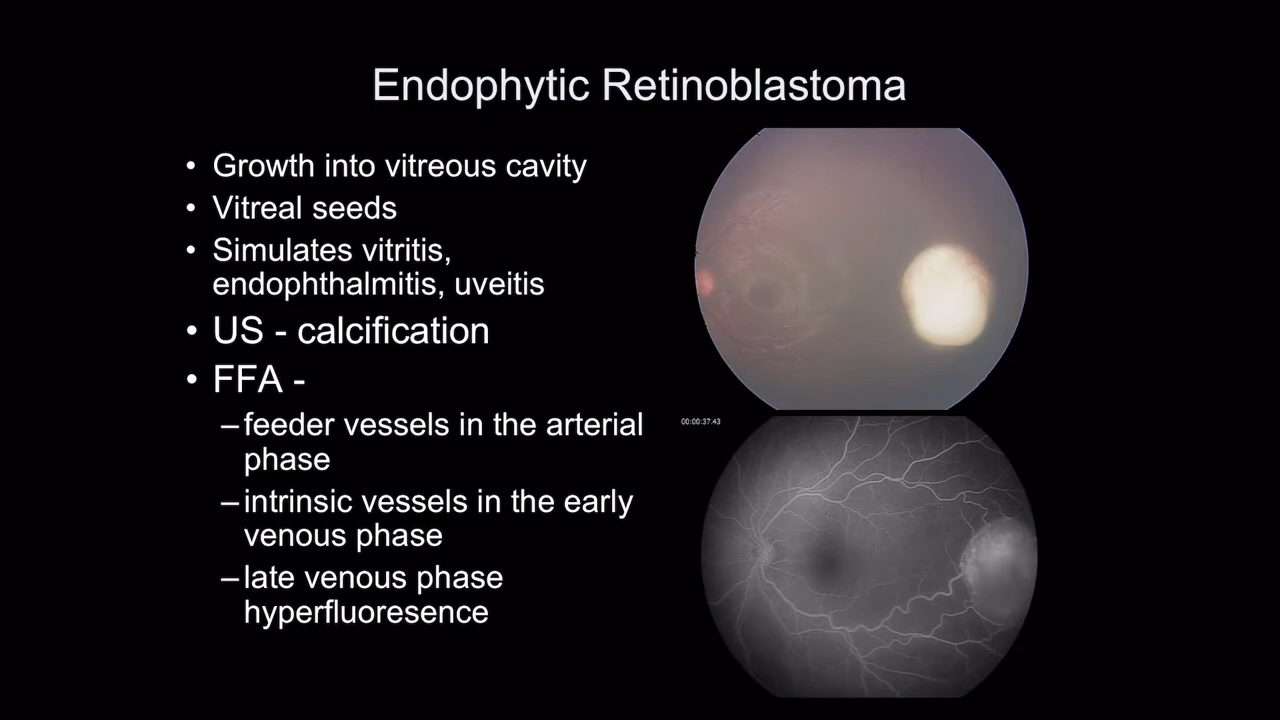 Endophytic Retinoblastoma
• Growth into vitreous cavity
• Vitreal seeds
• Simulates vitritis,
endophthalmitis, uveitis
• US - calcification
• FFA -
– feeder vessels in the arterial
phase
– intrinsic vessels in the early
venous phase
– late venous phase
hyperfluoresence
00:00:37.43